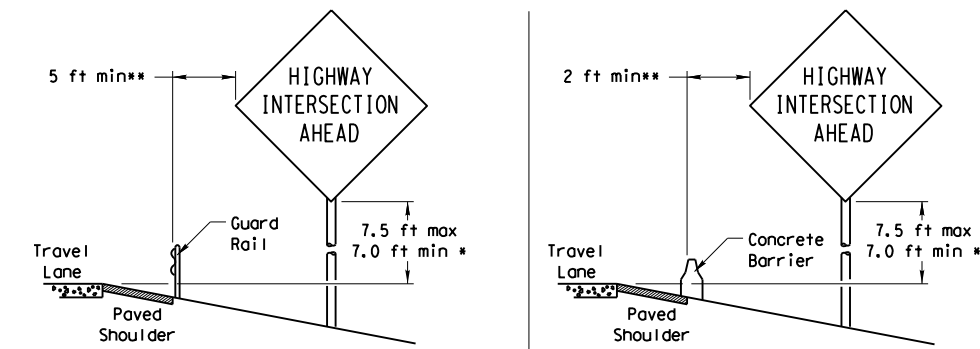 5 ft min**
HIGHWAY
INTERSECTION
AHEAD
Guard
Rail
7.5 ft max
7.0 ft min *
Travel
Lane
Paved
Shoulder
2 ft min**
HIGHWAY
INTERSECTION
AHEAD
Concrete
Barrier
7.5 ft max
7.0 ft min *
Travel
Lane
Paved
Shoulder